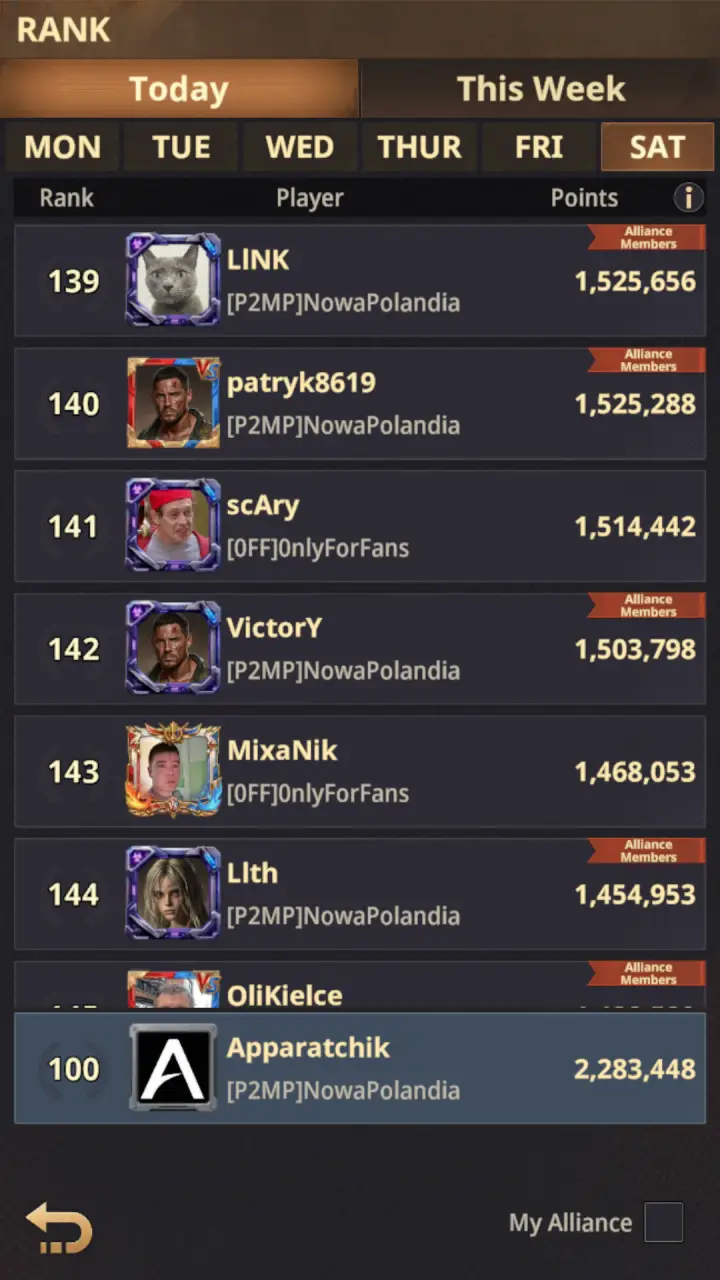 RANK
Today
This Week
MON
TUE
WED
THUR
FRI
SAT
Rank
Player
Points
Alliance
Members
139
LlNK
1,525,656
[P2MP]NowaPolandia
Alliance
Members
140
patryk8619
1,525,288
[P2MP]NowaPolandia
141
scAry
1,514,442
[0FF]0nlyForFans
Alliance
Members
142
VictorY
1,503,798
[P2MP]NowaPolandia
143
MixaNik
1,468,053
[0FF]0nlyForFans
Alliance
Members
144
Llth
1,454,953
[P2MP]NowaPolandia
Alliance
Members
OliKielce
100
Apparatchik
2,283,448
[P2MP]NowaPolandia
My Alliance